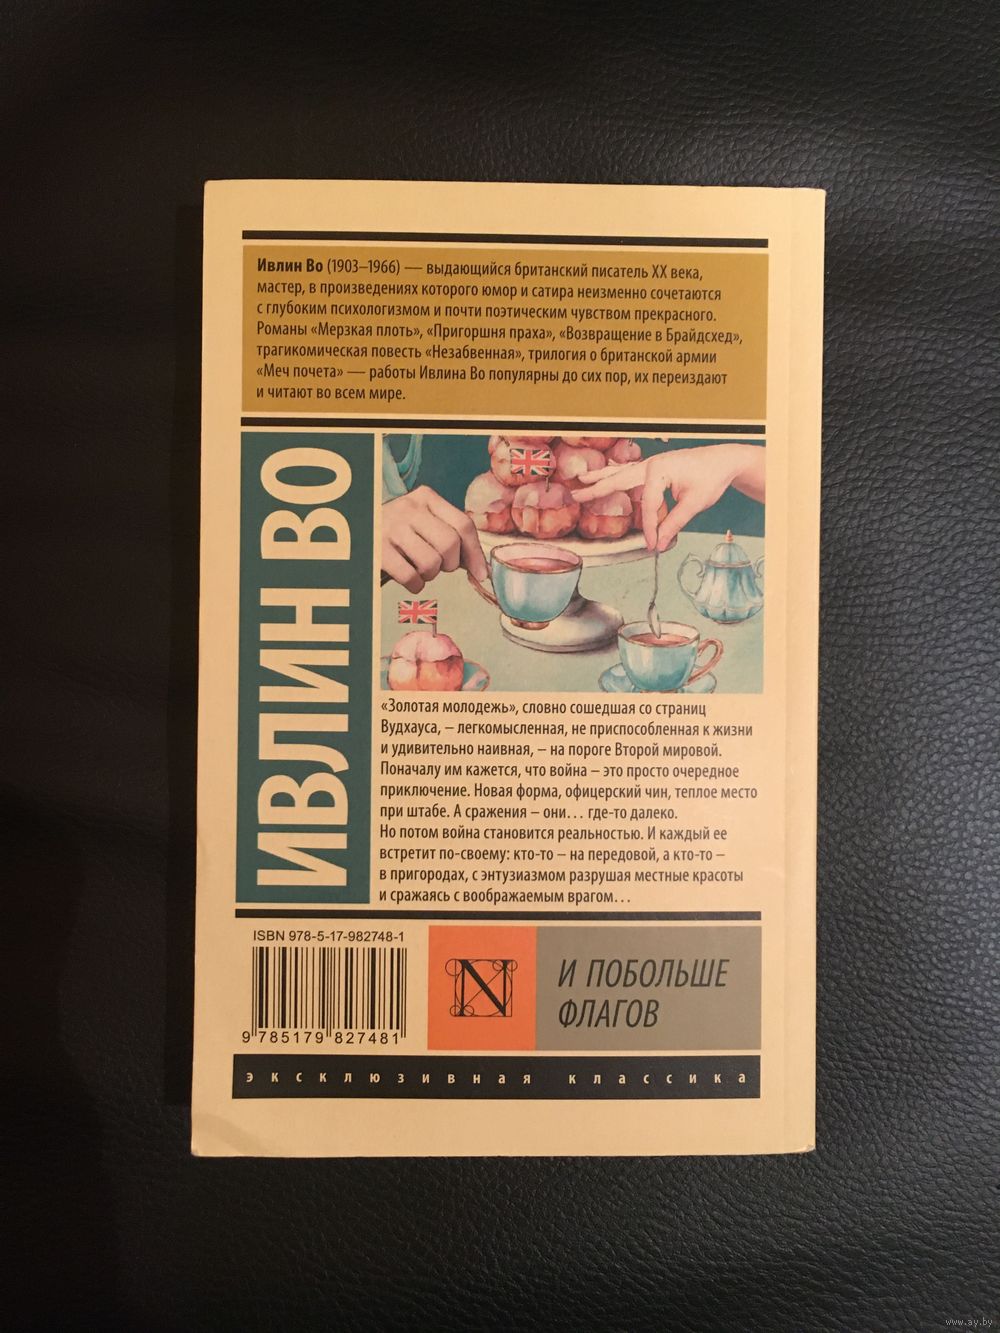 Ивлин Во (1903–1966) — выдающийся британский писатель XX века,
мастер, в произведениях которого юмор и сатира неизменно сочетаются
с глубоким психологизмом и почти поэтическим чувством прекрасного.
Романы «Мерзкая плоть», «Пригоршня праха», «Возвращение в Брайдсхед»,
трагикомическая повесть «Незабвенная», трилогия о британской армии
«Меч почета» — работы Ивлина Во популярны до сих пор, их переиздают
и читают во всем мире.
ИВЛИН ВО
«Золотая молодежь», словно сошедшая со страниц
Вудхауса, – легкомысленная, не приспособленная к жизни
и удивительно наивная, – на пороге Второй мировой.
Поначалу им кажется, что война – это просто очередное
приключение. Новая форма, офицерский чин, теплое место
при штабе. А сражения – они… где-то далеко.
Но потом война становится реальностью. И каждый ее
встретит по-своему: кто-то – на передовой, а кто-то –
в пригородах, с энтузиазмом разрушая местные красоты
и сражаясь с воображаемым врагом…
ISBN 978-5-17-982748-1
9 785179 827481
N
И ПОБОЛЬШЕ
ФЛАГОВ
эксклюзивная классика
www.ay.by